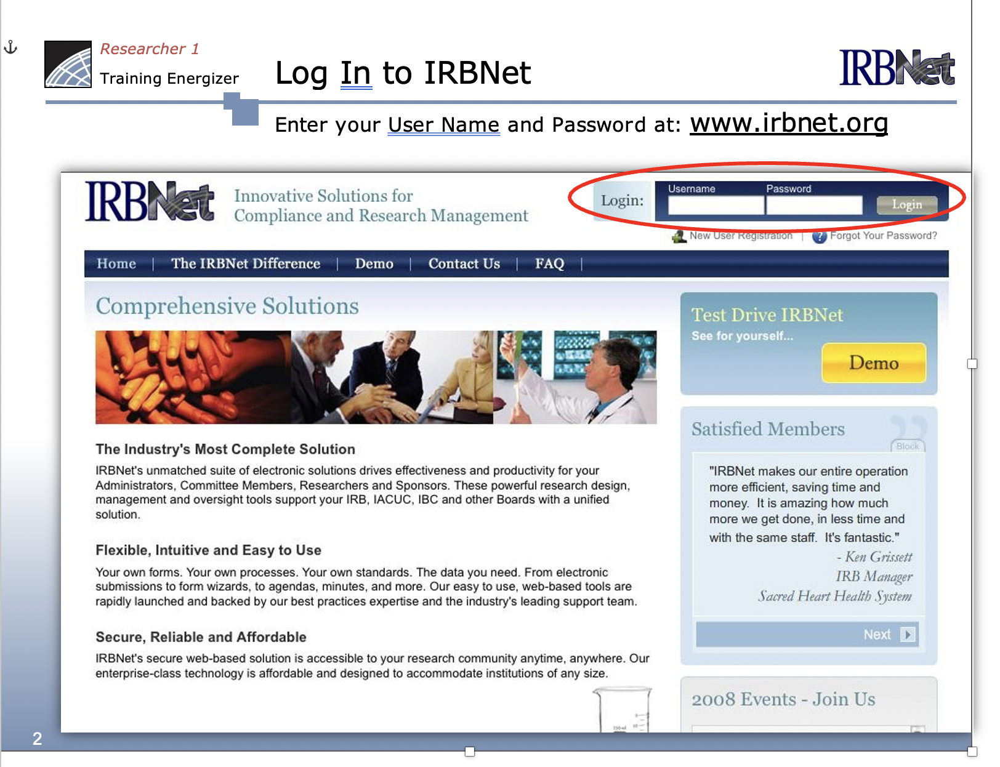 Researcher 1
Training Energizer
Log In to IRBNet
IRBNet
Enter your User Name and Password at: www.irbnet.org
IRBNet
Innovative Solutions for
Compliance and Research Management
Login:
Username
Password
Login
New User Registration | Forgot Your Password?
Home | The IRBNet Difference | Demo | Contact Us | FAQ |
Comprehensive Solutions
The Industry's Most Complete Solution
IRBNet's unmatched suite of electronic solutions drives effectiveness and productivity for your
Administrators, Committee Members, Researchers and Sponsors. These powerful research design,
management and oversight tools support your IRB, IACUC, IBC and other Boards with a unified
solution.
Flexible, Intuitive and Easy to Use
Your own forms. Your own processes. Your own standards. The data you need. From electronic
submissions to form wizards, to agendas, minutes, and more. Our easy to use, web-based tools are
rapidly launched and backed by our best practices expertise and the industry's leading support team.
Secure, Reliable and Affordable
IRBNet's secure web-based solution is accessible to your research community anytime, anywhere. Our
enterprise-class technology is affordable and designed to accommodate institutions of any size.
Test Drive IRBNet
See for yourself...
Demo
Satisfied Members
Block
"IRBNet makes our entire operation
more efficient, saving time and
money. It is amazing how much
more we get done, in less time and
with the same staff. It's fantastic."
- Ken Grissett
IRB Manager
Sacred Heart Health System
Next
2008 Events - Join Us
2